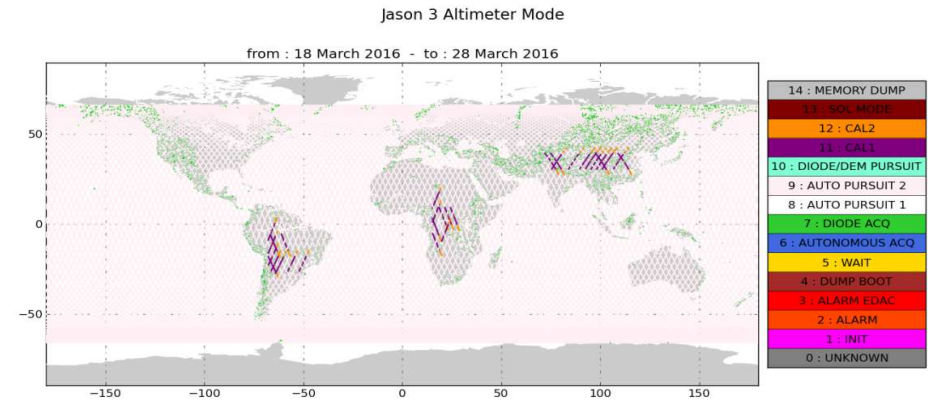 Jason 3 Altimeter Mode
from : 18 March 2016 - to : 28 March 2016
50
0
−50
−150
−100
−50
0
50
100
150
14 : MEMORY DUMP
13 : SOL MODE
12 : CAL2
11 : CAL1
10 : DIODE/DEM PURSUIT
9 : AUTO PURSUIT 2
8 : AUTO PURSUIT 1
7 : DIODE ACQ
6 : AUTONOMOUS ACQ
5 : WAIT
4 : DUMP BOOT
3 : ALARM EDAC
2 : ALARM
1 : INIT
0 : UNKNOWN